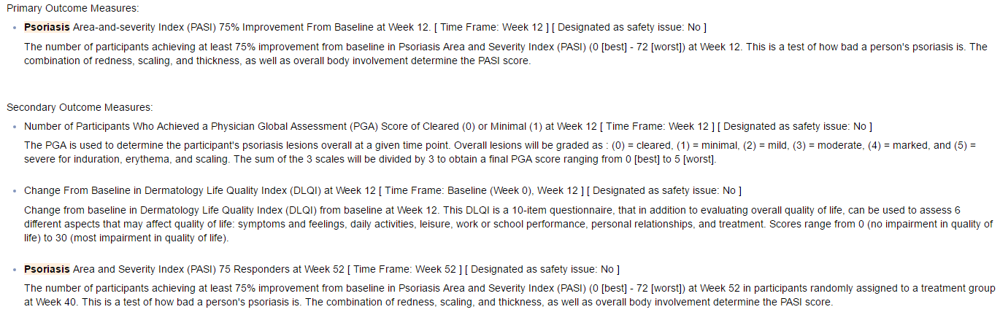 Primary Outcome Measures:
• Psoriasis Area-and-severity Index (PASI) 75% Improvement From Baseline at Week 12. [ Time Frame: Week 12 ] [ Designated as safety issue: No ]
The number of participants achieving at least 75% improvement from baseline in Psoriasis Area and Severity Index (PASI) (0 [best] - 72 [worst]) at Week 12. This is a test of how bad a person's psoriasis is. The
combination of redness, scaling, and thickness, as well as overall body involvement determine the PASI score.
Secondary Outcome Measures:
• Number of Participants Who Achieved a Physician Global Assessment (PGA) Score of Cleared (0) or Minimal (1) at Week 12 [ Time Frame: Week 12 ] [ Designated as safety issue: No ]
The PGA is used to determine the participant's psoriasis lesions overall at a given time point. Overall lesions will be graded as : (0) = cleared, (1) = minimal, (2) = mild, (3) = moderate, (4) = marked, and (5) =
severe for induration, erythema, and scaling. The sum of the 3 scales will be divided by 3 to obtain a final PGA score ranging from 0 [best] to 5 [worst].
• Change From Baseline in Dermatology Life Quality Index (DLQI) at Week 12 [ Time Frame: Baseline (Week 0), Week 12 ] [ Designated as safety issue: No ]
Change from baseline in Dermatology Life Quality Index (DLQI) from baseline at Week 12. This DLQI is a 10-item questionnaire, that in addition to evaluating overall quality of life, can be used to assess 6
different aspects that may affect quality of life: symptoms and feelings, daily activities, leisure, work or school performance, personal relationships, and treatment. Scores range from 0 (no impairment in quality of
life) to 30 (most impairment in quality of life).
• Psoriasis Area and Severity Index (PASI) 75 Responders at Week 52 [ Time Frame: Week 52 ] [ Designated as safety issue: No ]
The number of participants achieving at least 75% improvement from baseline in Psoriasis Area and Severity Index (PASI) (0 [best] - 72 [worst]) at Week 52 in participants randomly assigned to a treatment group
at Week 40. This is a test of how bad a person's psoriasis is. The combination of redness, scaling, and thickness, as well as overall body involvement determine the PASI score.